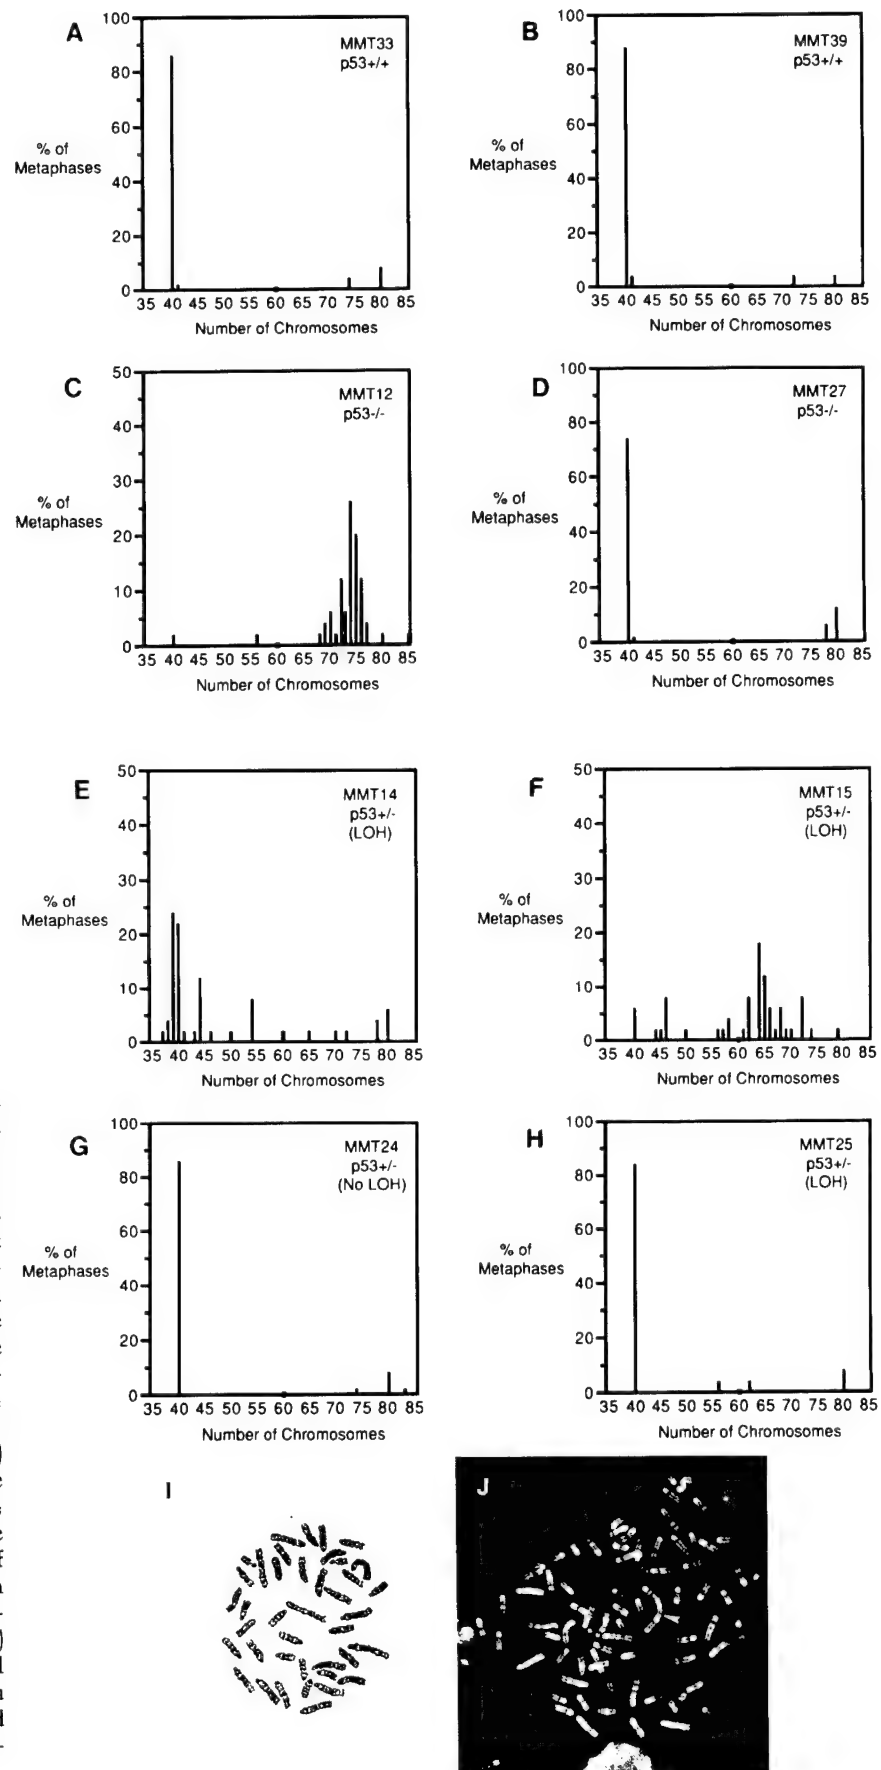 A
MMT33
p53+/+
% of
Metaphases
100
80
60
40
20
0
35 40 45 50 55 60 65 70 75 80 85
Number of Chromosomes
B
MMT39
p53+/+
% of
Metaphases
100
80
60
40
20
0
35 40 45 50 55 60 65 70 75 80 85
Number of Chromosomes
C
MMT12
p53-/-
% of
Metaphases
50
40
30
20
10
0
35 40 45 50 55 60 65 70 75 80 85
Number of Chromosomes
D
MMT27
p53-/-
% of
Metaphases
100
80
60
40
20
0
35 40 45 50 55 60 65 70 75 80 85
Number of Chromosomes
E
MMT14
p53+/-
(LOH)
% of
Metaphases
50
40
30
20
10
0
35 40 45 50 55 60 65 70 75 80 85
Number of Chromosomes
F
MMT15
p53+/-
(LOH)
% of
Metaphases
50
40
30
20
10
0
35 40 45 50 55 60 65 70 75 80 85
Number of Chromosomes
G
MMT24
p53+/-
(No LOH)
% of
Metaphases
100
80
60
40
20
0
35 40 45 50 55 60 65 70 75 80 85
Number of Chromosomes
H
MMT25
p53+/-
(LOH)
% of
Metaphases
100
80
60
40
20
0
35 40 45 50 55 60 65 70 75 80 85
Number of Chromosomes
I
J